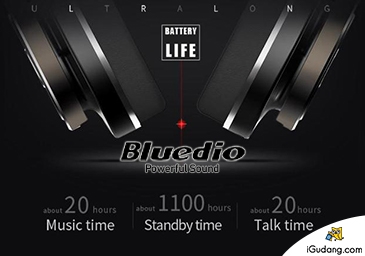 ULTRALONG
BATTERY
LIFE
Bluedio
Powerful Sound
about 20 hours
Music time
about 1100 hours
Standby time
about 20 hours
Talk time
iGudang.com